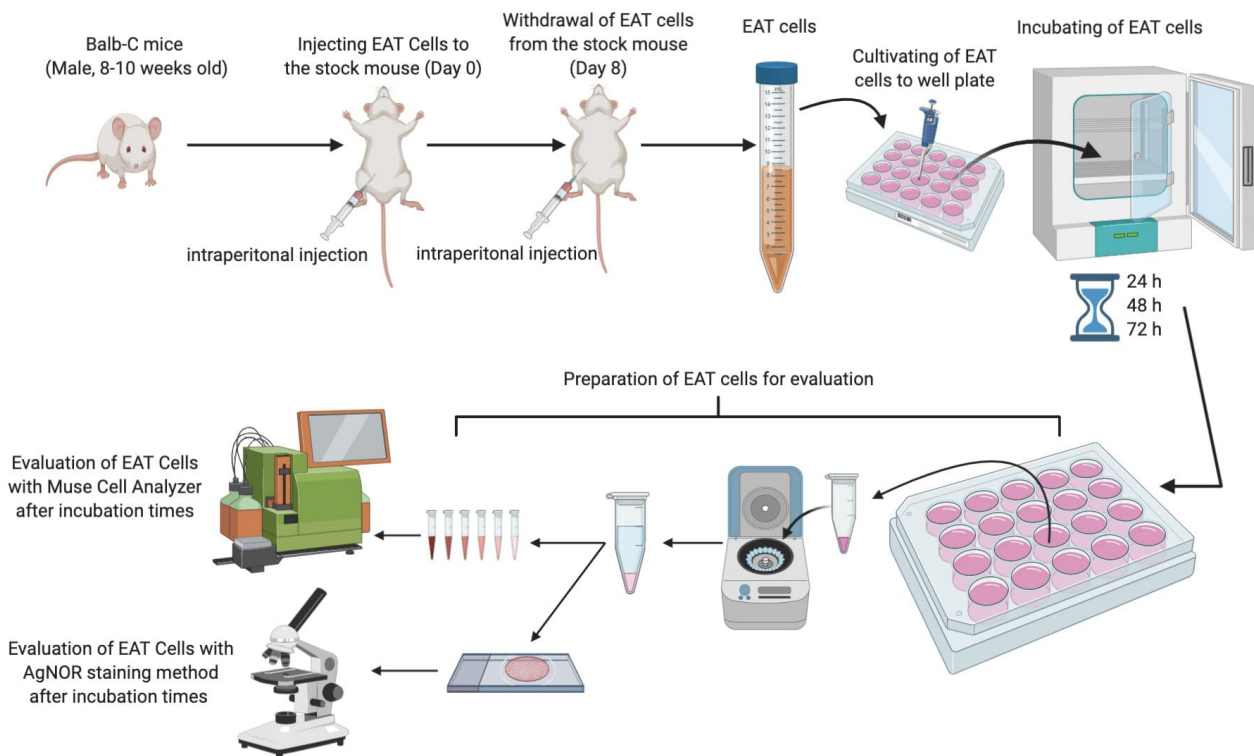 Balb-C mice
(Male, 8-10 weeks old)
Injecting EAT Cells to
the stock mouse (Day 0)
Withdrawal of EAT cells
from the stock mouse
(Day 8)
EAT cells
Cultivating of EAT
cells to well plate
Incubating of EAT cells
intraperitonal injection
intraperitonal injection
24 h
48 h
72 h
Preparation of EAT cells for evaluation
Evaluation of EAT Cells
with Muse Cell Analyzer
after incubation times
Evaluation of EAT Cells with
AgNOR staining method
after incubation times